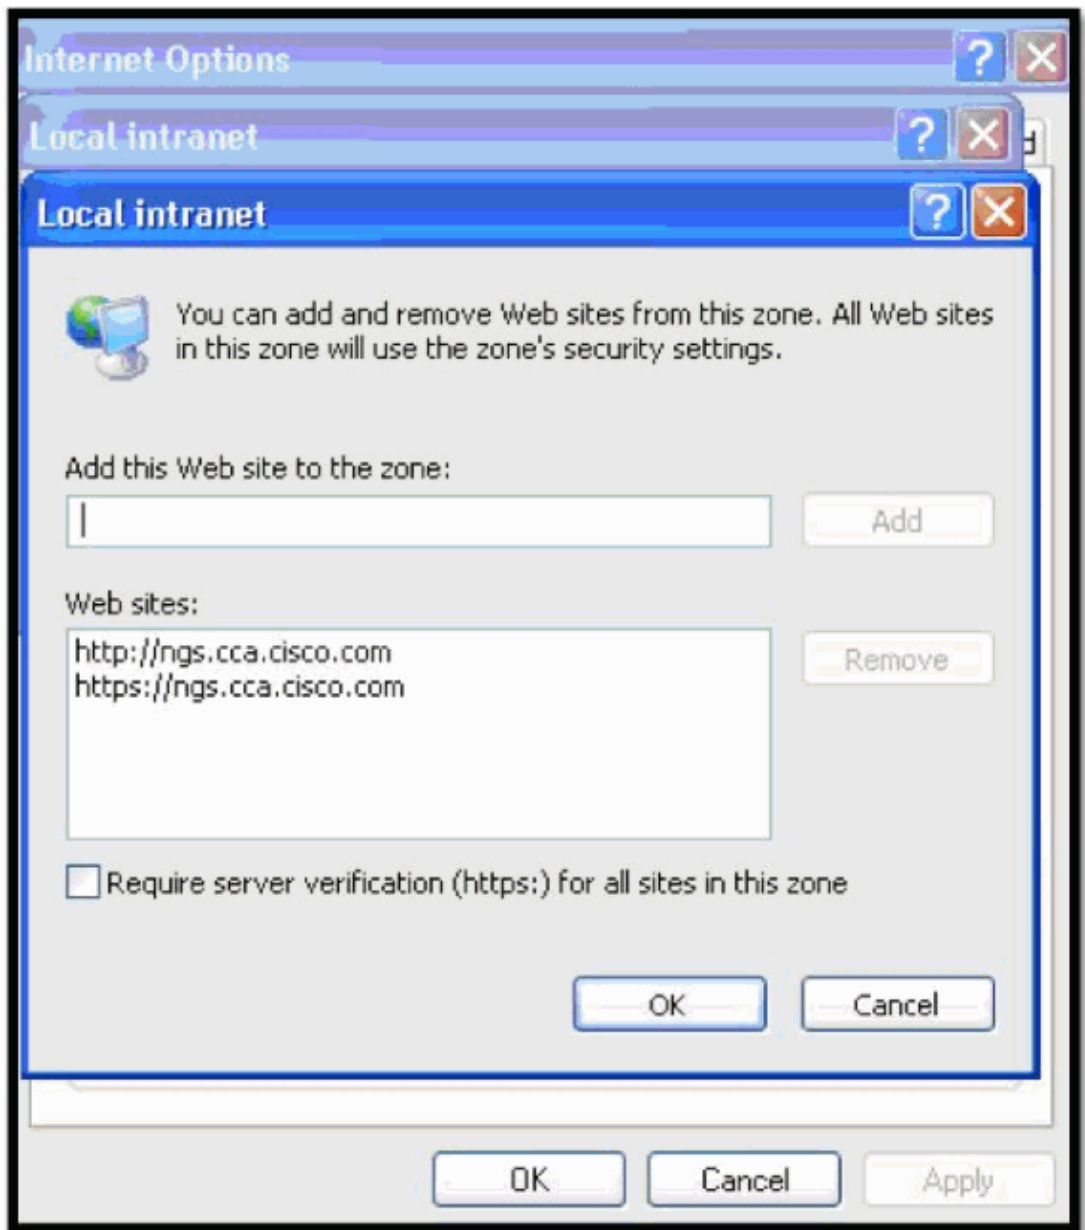 Internet Options
Local intranet
Local intranet
You can add and remove Web sites from this zone. All Web sites
in this zone will use the zone's security settings.
Add this Web site to the zone:
Add
Web sites:
http://ngs.cca.cisco.com
https://ngs.cca.cisco.com
Remove
Require server verification (https:) for all sites in this zone
OK
Cancel
OK
Cancel
Apply